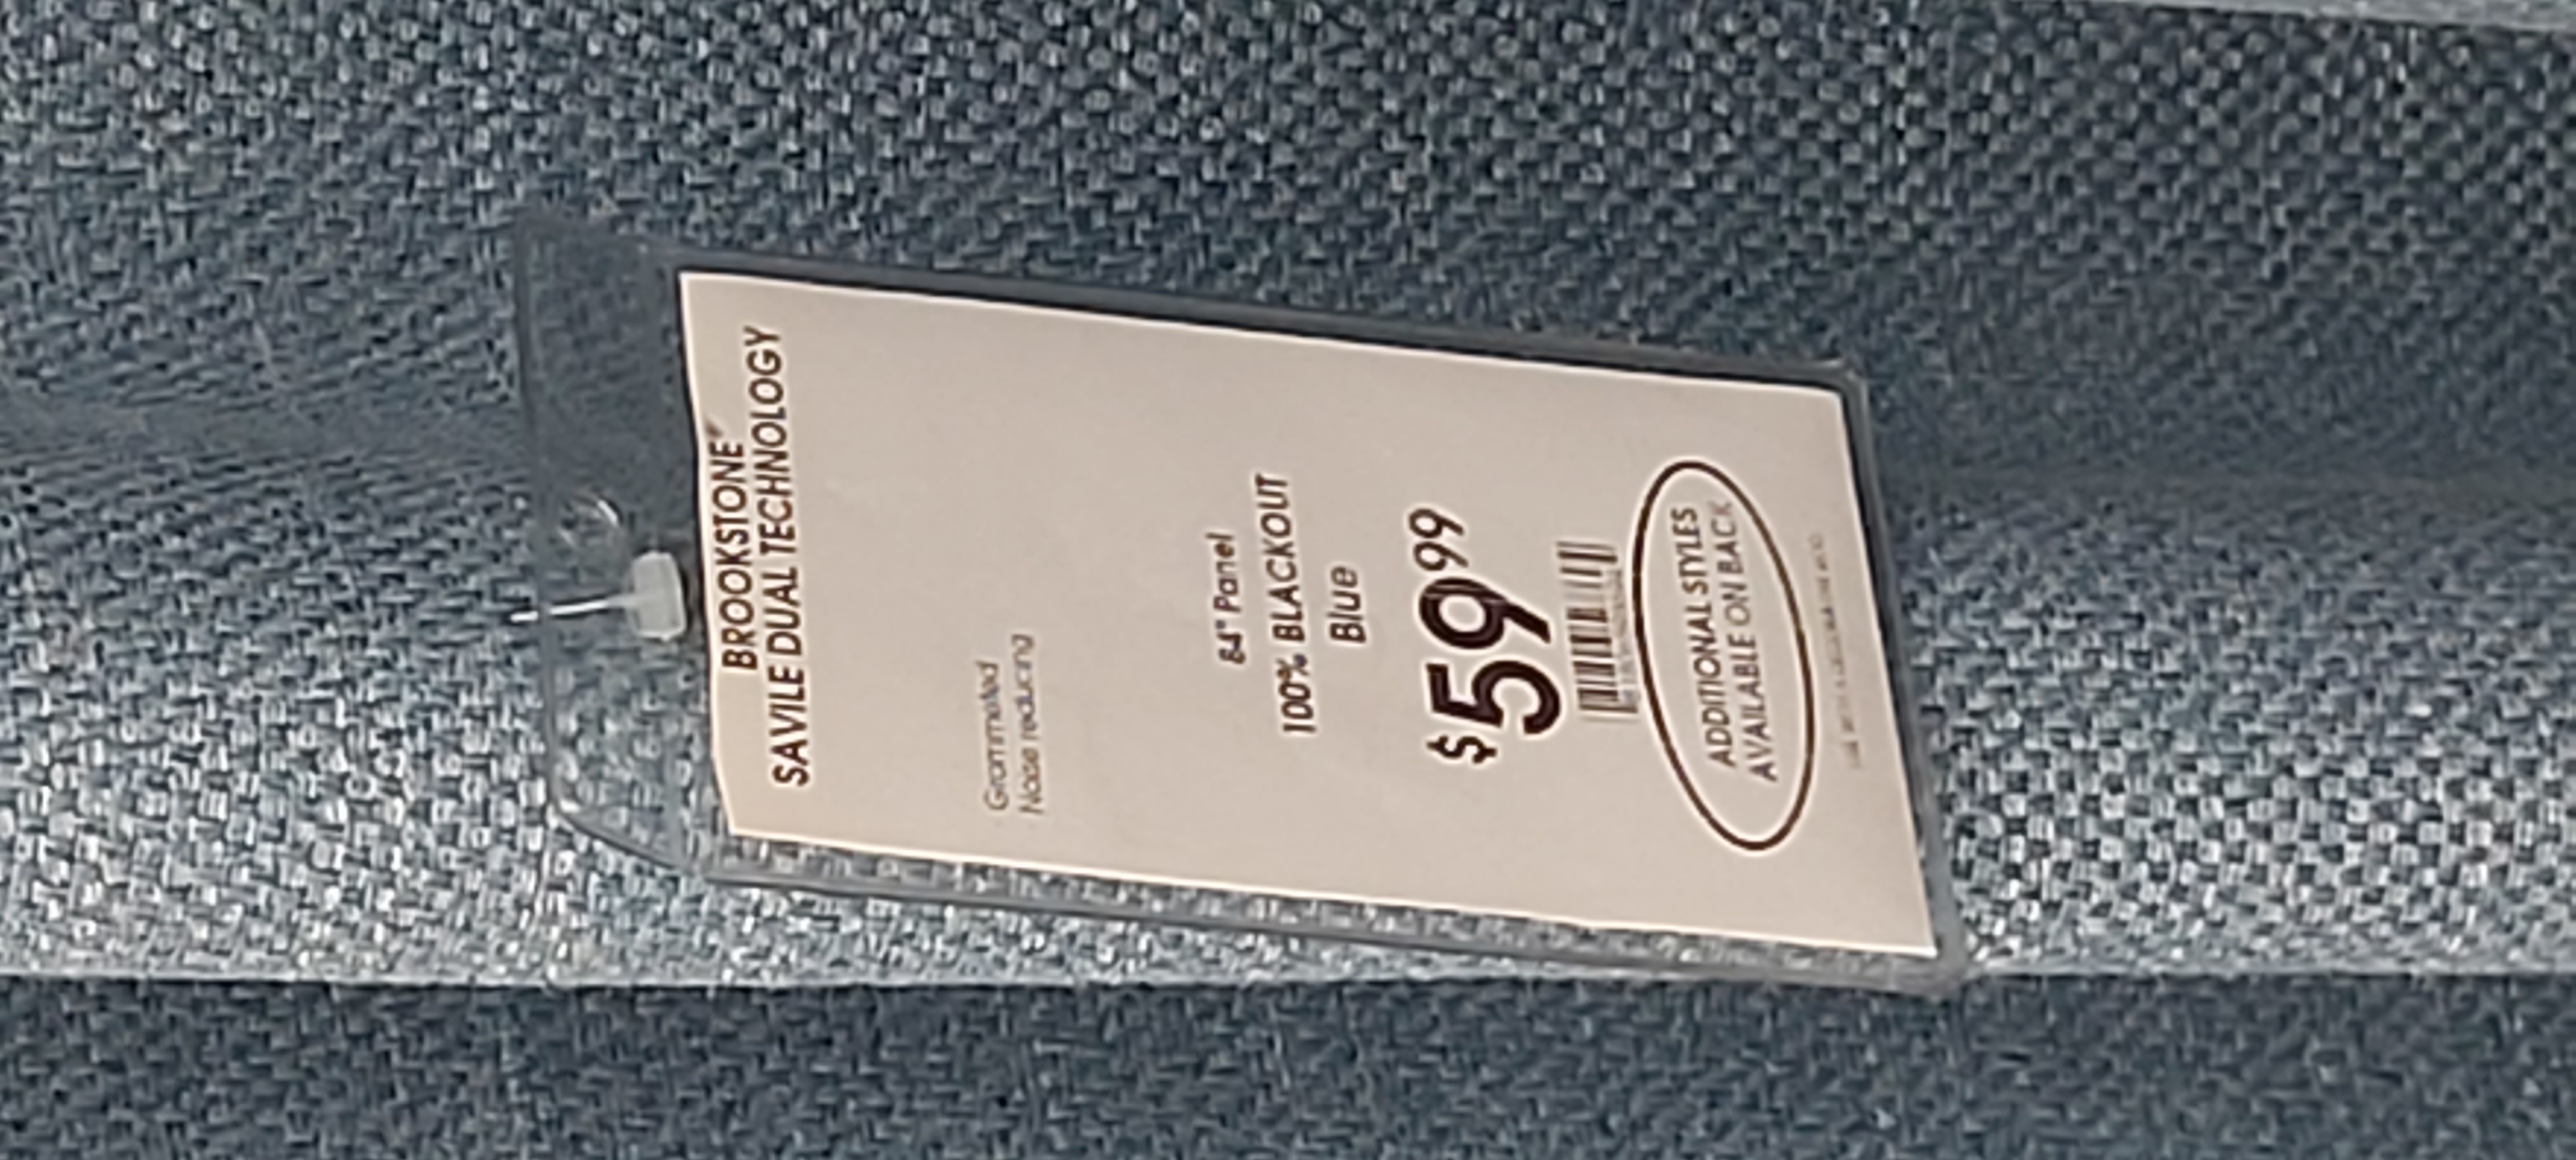 BROOKSTONE
SAVILE DUAL TECHNOLOGY
Grommeted
Noise reducing
84" Panel
100% BLACKOUT
Blue
$59⁹⁹
ADDITIONAL STYLES
AVAILABLE ON BACK